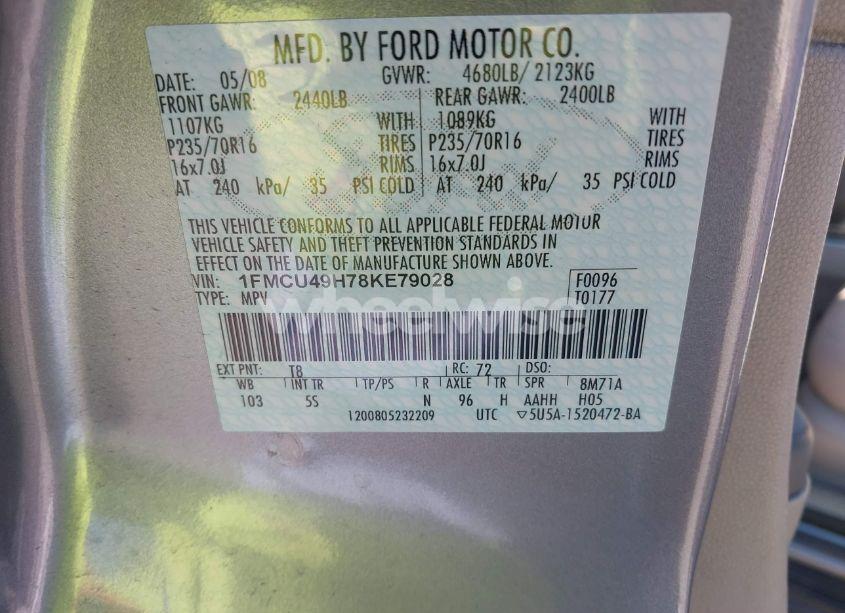 MFD. BY FORD MOTOR CO.
DATE: 05/08 GVWR: 4680LB/ 2123KG
FRONT GAWR: 2440LB REAR GAWR: 2400LB
1107KG WITH 1089KG WITH
P235/70R16 TIRES P235/70R16 TIRES
16x7.0J RIMS 16x7.0J RIMS
AT 240 kPa/ 35 PSI COLD AT 240 kPa/ 35 PSI COLD
THIS VEHICLE CONFORMS TO ALL APPLICABLE FEDERAL MOTOR
VEHICLE SAFETY AND THEFT PREVENTION STANDARDS IN
EFFECT ON THE DATE OF MANUFACTURE SHOWN ABOVE.
VIN: 1FMCU49H78KE79028 F0096
TYPE: MPV T0177
wheelwise
EXT PNT: T8 RC: 72 DSO:
WB INT TR TP/PS R AXLE TR SPR 8M71A
103 5S N 96 H AAHH H05
1200805232209 UTC ▽5U5A-1520472-BA